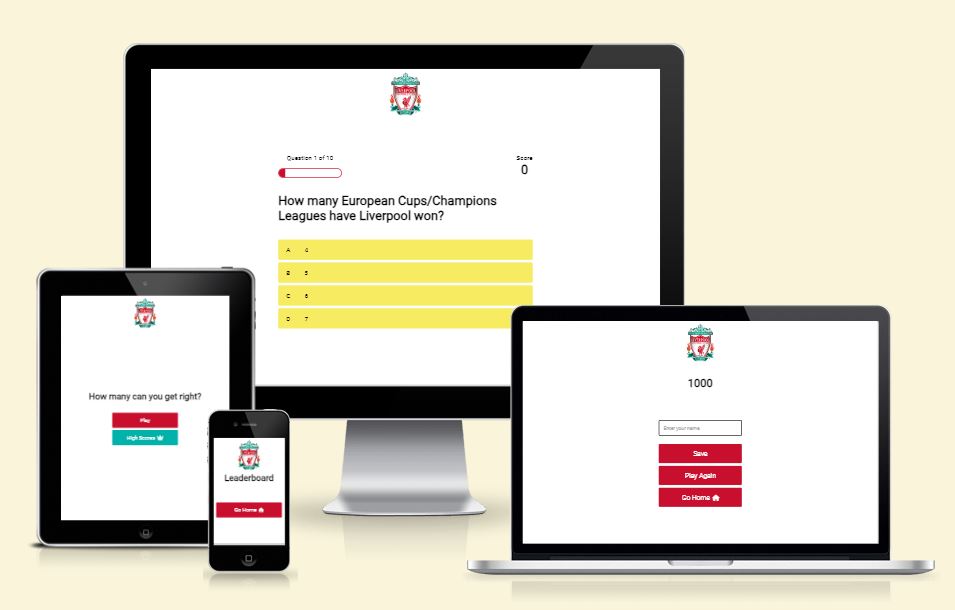 Question 1 of 10
Score
0
How many European Cups/Champions
Leagues have Liverpool won?
A 4
B 5
C 6
D 7
How many can you get right?
Play
High Scores
Leaderboard
Go Home
1000
Enter your name
Save
Play Again
Go Home